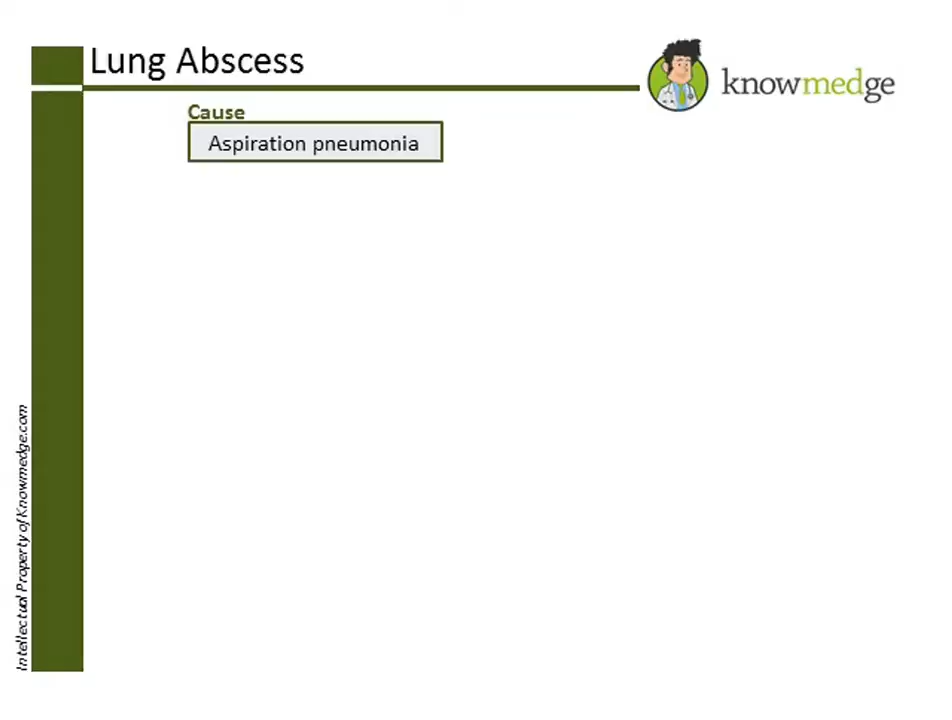 Lung Abscess
knowmedge
Cause
Aspiration pneumonia
Intellectual Property of Knowmedge.com